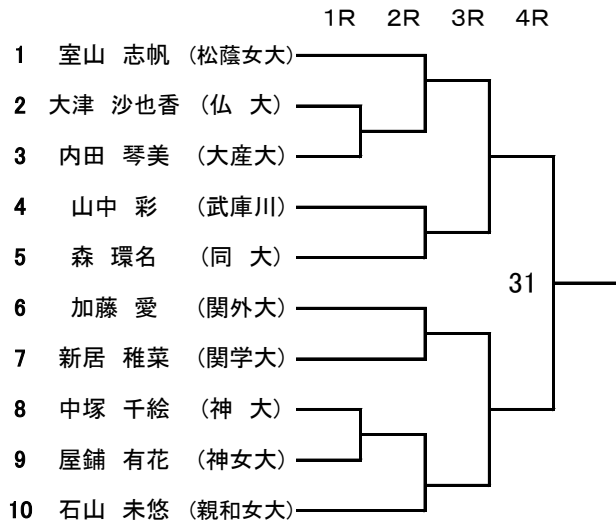 1R 2R 3R 4R
1 室山 志帆 (松蔭女大)
2 大津 沙也香 (仏 大)
3 内田 琴美 (大産大)
4 山中 彩 (武庫川)
5 森 環名 (同 大)
31
6 加藤 愛 (関外大)
7 新居 稚菜 (関学大)
8 中塚 千絵 (神 大)
9 屋鋪 有花 (神女大)
10 石山 未悠 (親和女大)